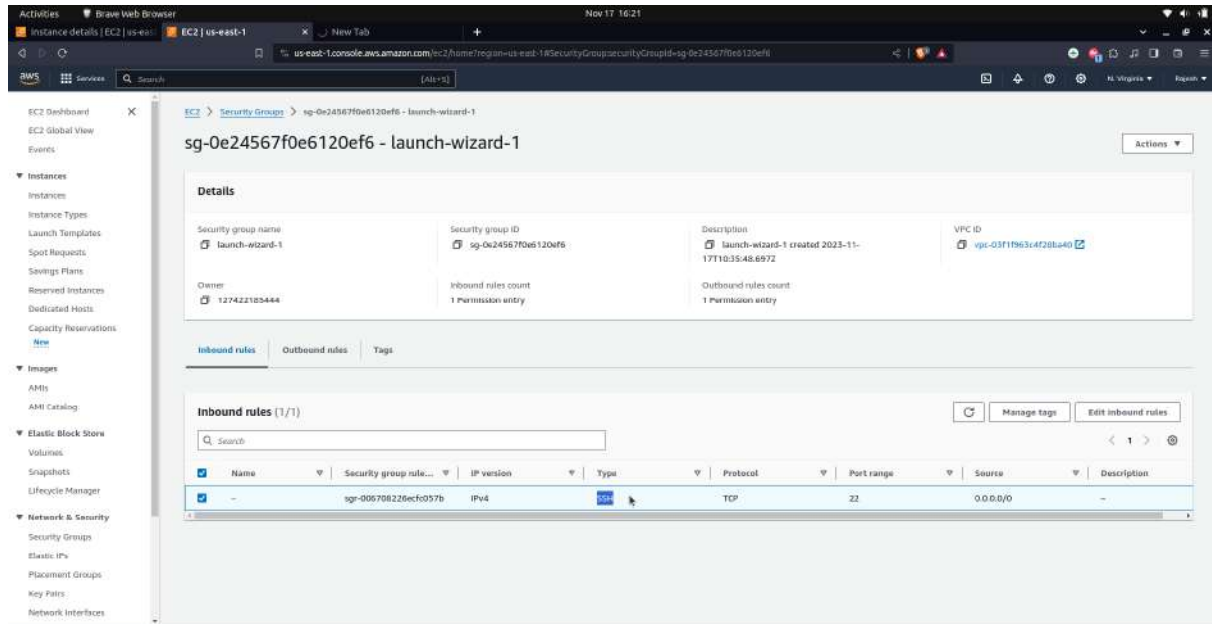 Activities Brave Web Browser Nov 17 16:21
Instance details | EC2 | us-eas EC2 | us-east-1 × New Tab +
us-east-1.console.aws.amazon.com/ec2/home?region=us-east-1#SecurityGroup:securityGroupId=sg-0e24567f0e6120ef6
aws Services Search [Alt+S] N. Virginia Rajesh
EC2 Dashboard ×
EC2 Global View
Events
Instances
Instances
Instance Types
Launch Templates
Spot Requests
Savings Plans
Reserved Instances
Dedicated Hosts
Capacity Reservations
New
Images
AMIs
AMI Catalog
Elastic Block Store
Volumes
Snapshots
Lifecycle Manager
Network & Security
Security Groups
Elastic IPs
Placement Groups
Key Pairs
Network Interfaces
EC2 > Security Groups > sg-0e24567f0e6120ef6 - launch-wizard-1
sg-0e24567f0e6120ef6 - launch-wizard-1 Actions
Details
Security group name Security group ID Description VPC ID
launch-wizard-1 sg-0e24567f0e6120ef6 launch-wizard-1 created 2023-11- vpc-03f1f963c4f28ba40
17T10:35:48.697Z
Owner Inbound rules count Outbound rules count
127422185444 1 Permission entry 1 Permission entry
Inbound rules Outbound rules Tags
Inbound rules (1/1) Manage tags Edit inbound rules
Search < 1 >
Name Security group rule... IP version Type Protocol Port range Source Description
– sgr-006708226ecfc057b IPv4 SSH TCP 22 0.0.0.0/0 –